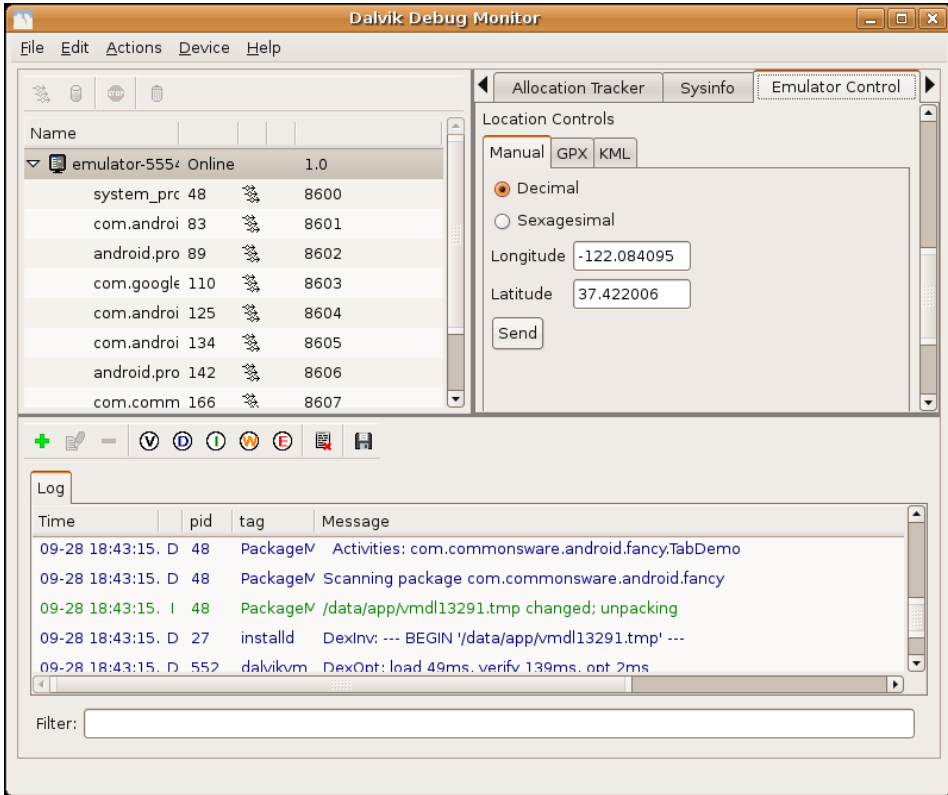 Dalvik Debug Monitor
File Edit Actions Device Help
STOP
Name
emulator-5554 Online 1.0
system_prc 48 8600
com.androi 83 8601
android.pro 89 8602
com.google 110 8603
com.androi 125 8604
com.androi 134 8605
android.pro 142 8606
com.comm 166 8607
Allocation Tracker Sysinfo Emulator Control
Location Controls
Manual GPX KML
Decimal
Sexagesimal
Longitude -122.084095
Latitude 37.422006
Send
V D I W E
Log
Time pid tag Message
09-28 18:43:15. D 48 PackageM Activities: com.commonsware.android.fancy.TabDemo
09-28 18:43:15. D 48 PackageM Scanning package com.commonsware.android.fancy
09-28 18:43:15. I 48 PackageM /data/app/vmdl13291.tmp changed; unpacking
09-28 18:43:15. D 27 installd DexInv: --- BEGIN '/data/app/vmdl13291.tmp' ---
09-28 18:43:15. D 552 dalvikvm DexOpt: load 49ms, verify 139ms, opt 2ms
Filter: